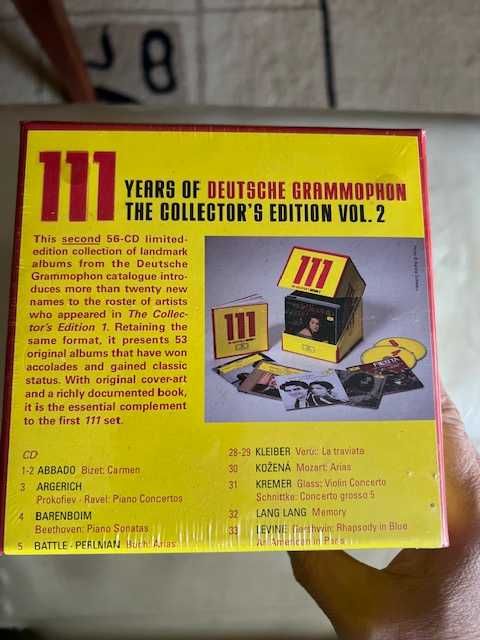 111 YEARS OF DEUTSCHE GRAMMOPHON
THE COLLECTOR'S EDITION VOL. 2
This second 56-CD limited-
edition collection of landmark
albums from the Deutsche
Grammophon catalogue intro-
duces more than twenty new
names to the roster of artists
who appeared in The Collec-
tor's Edition 1. Retaining the
same format, it presents 53
original albums that have won
accolades and gained classic
status. With original cover-art
and a richly documented book,
it is the essential complement
to the first 111 set.
111
111
CD
1-2 ABBADO Bizet: Carmen
3 ARGERICH
Prokofiev · Ravel: Piano Concertos
4 BARENBOIM
Beethoven: Piano Sonatas
5 BATTLE · PERLMAN Bach: Arias
28-29 KLEIBER Verdi: La traviata
30 KOŽENÁ Mozart: Arias
31 KREMER Glass: Violin Concerto
Schnittke: Concerto grosso 5
32 LANG LANG Memory
33 LEVINE Gershwin: Rhapsody in Blue
An American in Paris